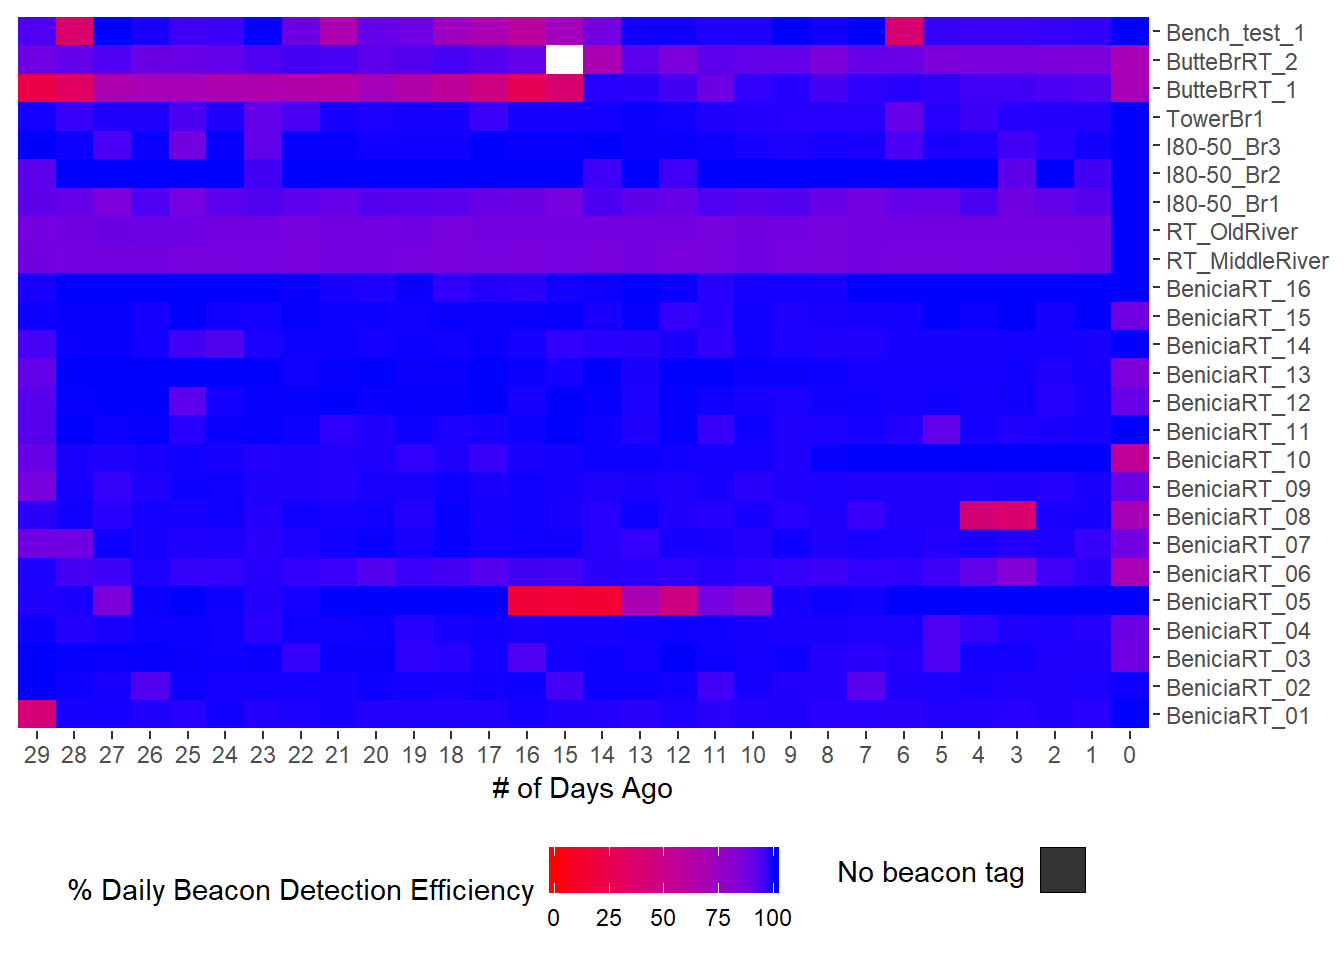 Bench_test_1
ButteBrRT_2
ButteBrRT_1
TowerBr1
I80-50_Br3
I80-50_Br2
I80-50_Br1
RT_OldRiver
RT_MiddleRiver
BeniciaRT_16
BeniciaRT_15
BeniciaRT_14
BeniciaRT_13
BeniciaRT_12
BeniciaRT_11
BeniciaRT_10
BeniciaRT_09
BeniciaRT_08
BeniciaRT_07
BeniciaRT_06
BeniciaRT_05
BeniciaRT_04
BeniciaRT_03
BeniciaRT_02
BeniciaRT_01
29 28 27 26 25 24 23 22 21 20 19 18 17 16 15 14 13 12 11 10 9 8 7 6 5 4 3 2 1 0
# of Days Ago
% Daily Beacon Detection Efficiency
0 25 50 75 100
No beacon tag